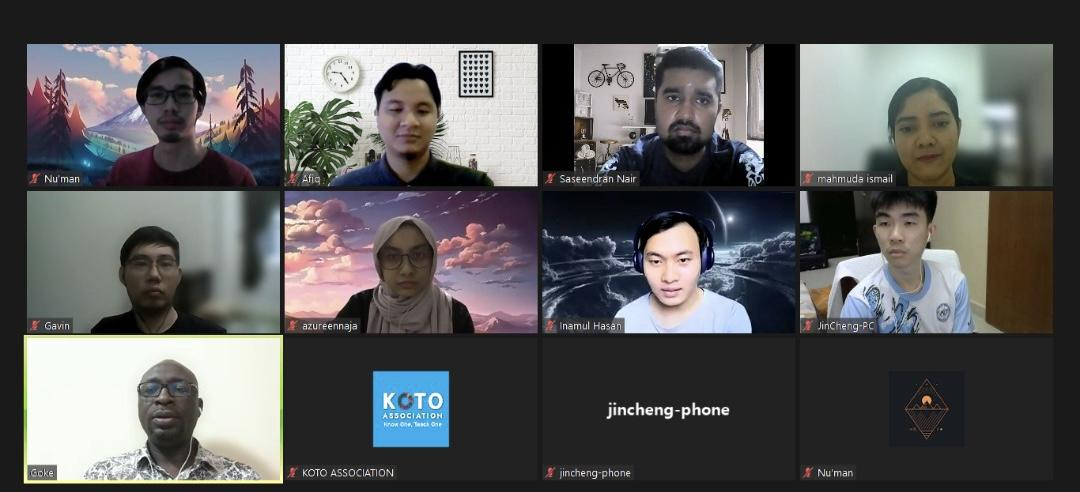 Nu'man
Afiq
Saseendran Nair
mahmuda ismail
Gavin
azureennaja
Inamul Hasan
JinCheng-PC
Goke
KOTO
ASSOCIATION
Know One, Teach One
KOTO ASSOCIATION
jincheng-phone
jincheng-phone
Nu'man